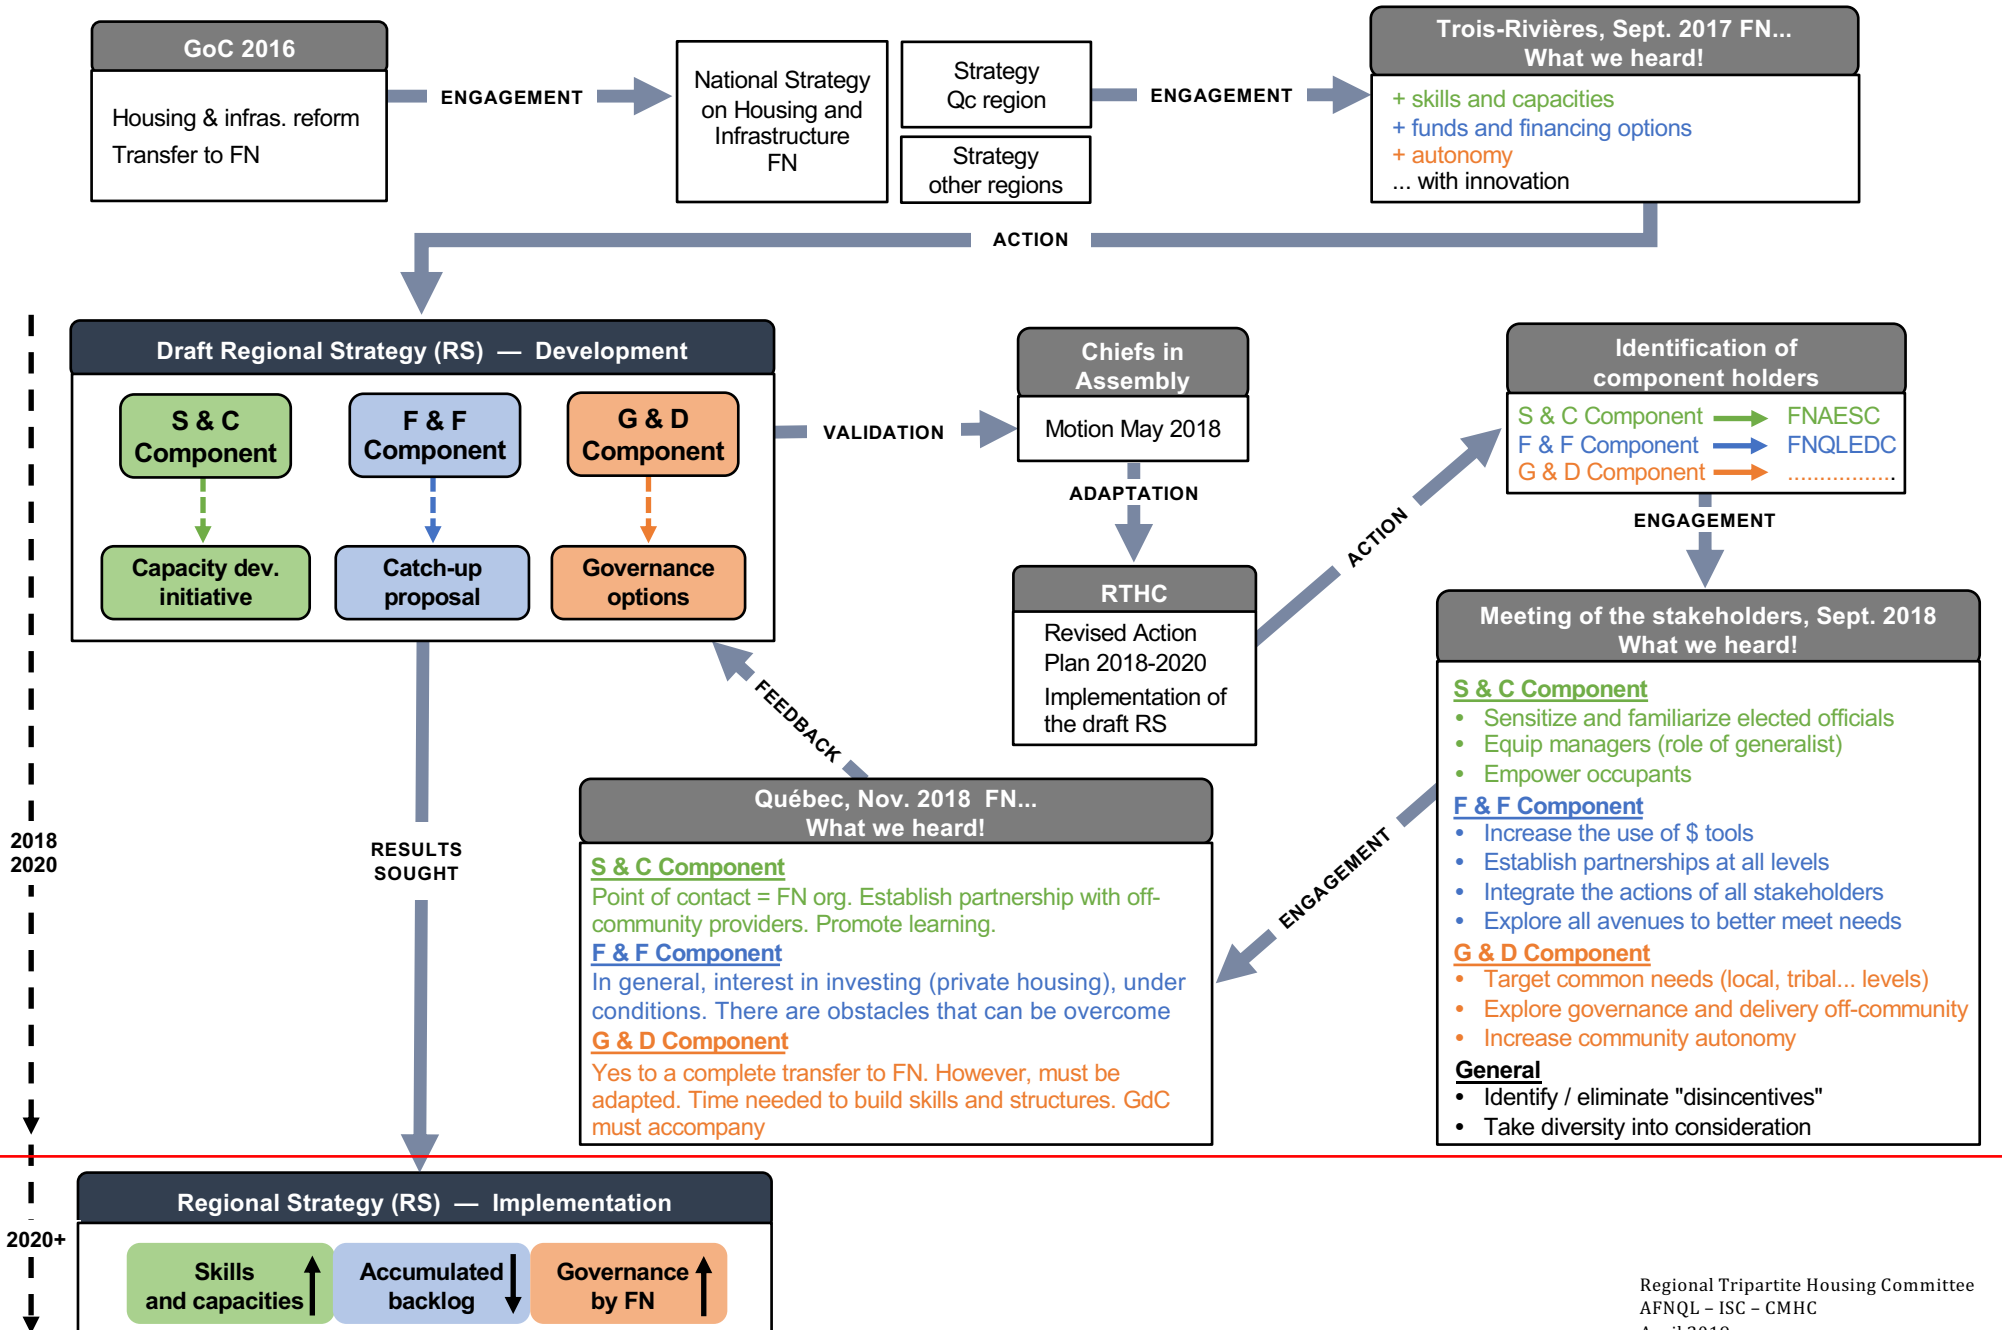 GoC 2016
Housing & infras. reform
Transfer to FN
ENGAGEMENT
National Strategy
on Housing and
Infrastructure
FN
Strategy
Qc region
Strategy
other regions
ENGAGEMENT
Trois-Rivières, Sept. 2017 FN...
What we heard!
+ skills and capacities
+ funds and financing options
+ autonomy
... with innovation
ACTION
Draft Regional Strategy (RS) — Development
S & C
Component
F & F
Component
G & D
Component
Capacity dev.
initiative
Catch-up
proposal
Governance
options
VALIDATION
Chiefs in
Assembly
Motion May 2018
ADAPTATION
RTHC
Revised Action
Plan 2018-2020
Implementation of
the draft RS
ACTION
Identification of
component holders
S & C Component FNAESC
F & F Component FNQLEDC
G & D Component .................
ENGAGEMENT
Meeting of the stakeholders, Sept. 2018
What we heard!
S & C Component
• Sensitize and familiarize elected officials
• Equip managers (role of generalist)
• Empower occupants
F & F Component
• Increase the use of $ tools
• Establish partnerships at all levels
• Integrate the actions of all stakeholders
• Explore all avenues to better meet needs
G & D Component
• Target common needs (local, tribal... levels)
• Explore governance and delivery off-community
• Increase community autonomy
General
• Identify / eliminate "disincentives"
• Take diversity into consideration
ENGAGEMENT
Québec, Nov. 2018 FN...
What we heard!
S & C Component
Point of contact = FN org. Establish partnership with off-
community providers. Promote learning.
F & F Component
In general, interest in investing (private housing), under
conditions. There are obstacles that can be overcome
G & D Component
Yes to a complete transfer to FN. However, must be
adapted. Time needed to build skills and structures. GdC
must accompany
FEEDBACK
RESULTS
SOUGHT
2018
2020
Regional Strategy (RS) — Implementation
2020+
Skills
and capacities
Accumulated
backlog
Governance
by FN
Regional Tripartite Housing Committee
AFNQL – ISC – CMHC